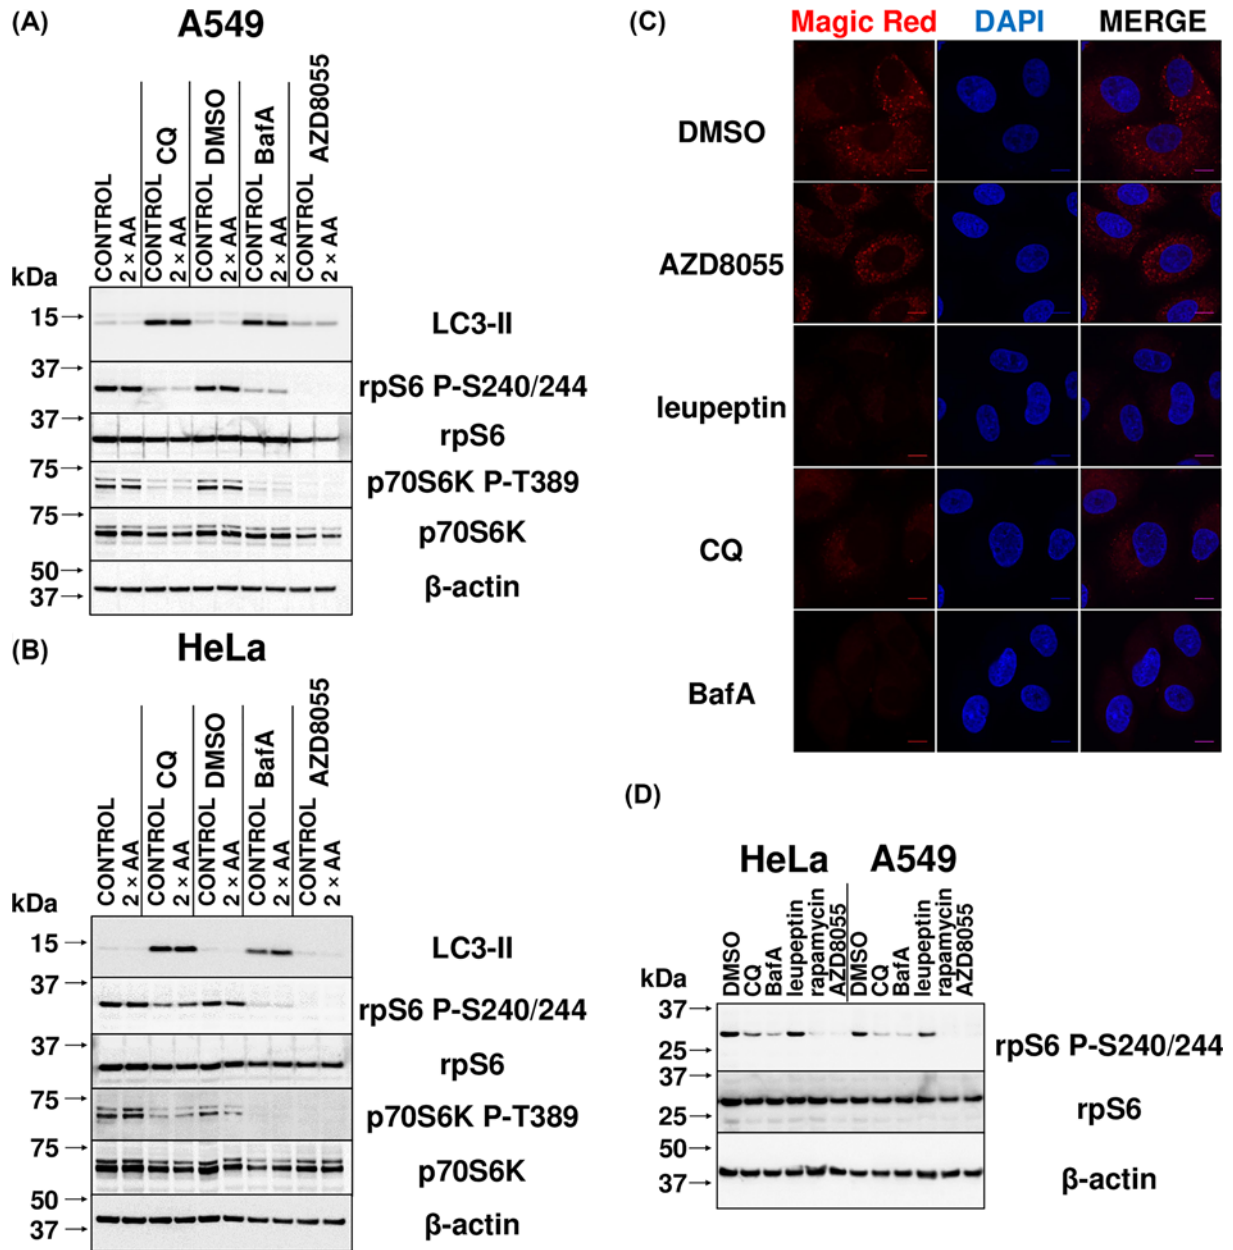 (A)
A549
CONTROL
2 × AA
CONTROL
2 × AA
CQ
CONTROL
2 × AA
DMSO
CONTROL
2 × AA
BafA
CONTROL
2 × AA
AZD8055
kDa
15
LC3-II
37
rpS6 P-S240/244
37
rpS6
75
p70S6K P-T389
75
p70S6K
50
37
β-actin
(B)
HeLa
CONTROL
2 × AA
CONTROL
2 × AA
CQ
CONTROL
2 × AA
DMSO
CONTROL
2 × AA
BafA
CONTROL
2 × AA
AZD8055
kDa
15
LC3-II
37
rpS6 P-S240/244
37
rpS6
75
p70S6K P-T389
75
p70S6K
50
37
β-actin
(C)
Magic Red DAPI MERGE
DMSO
AZD8055
leupeptin
CQ
BafA
(D)
HeLa A549
DMSO
CQ
BafA
leupeptin
rapamycin
AZD8055
DMSO
CQ
BafA
leupeptin
rapamycin
AZD8055
kDa
37
25
rpS6 P-S240/244
37
25
rpS6
50
37
β-actin